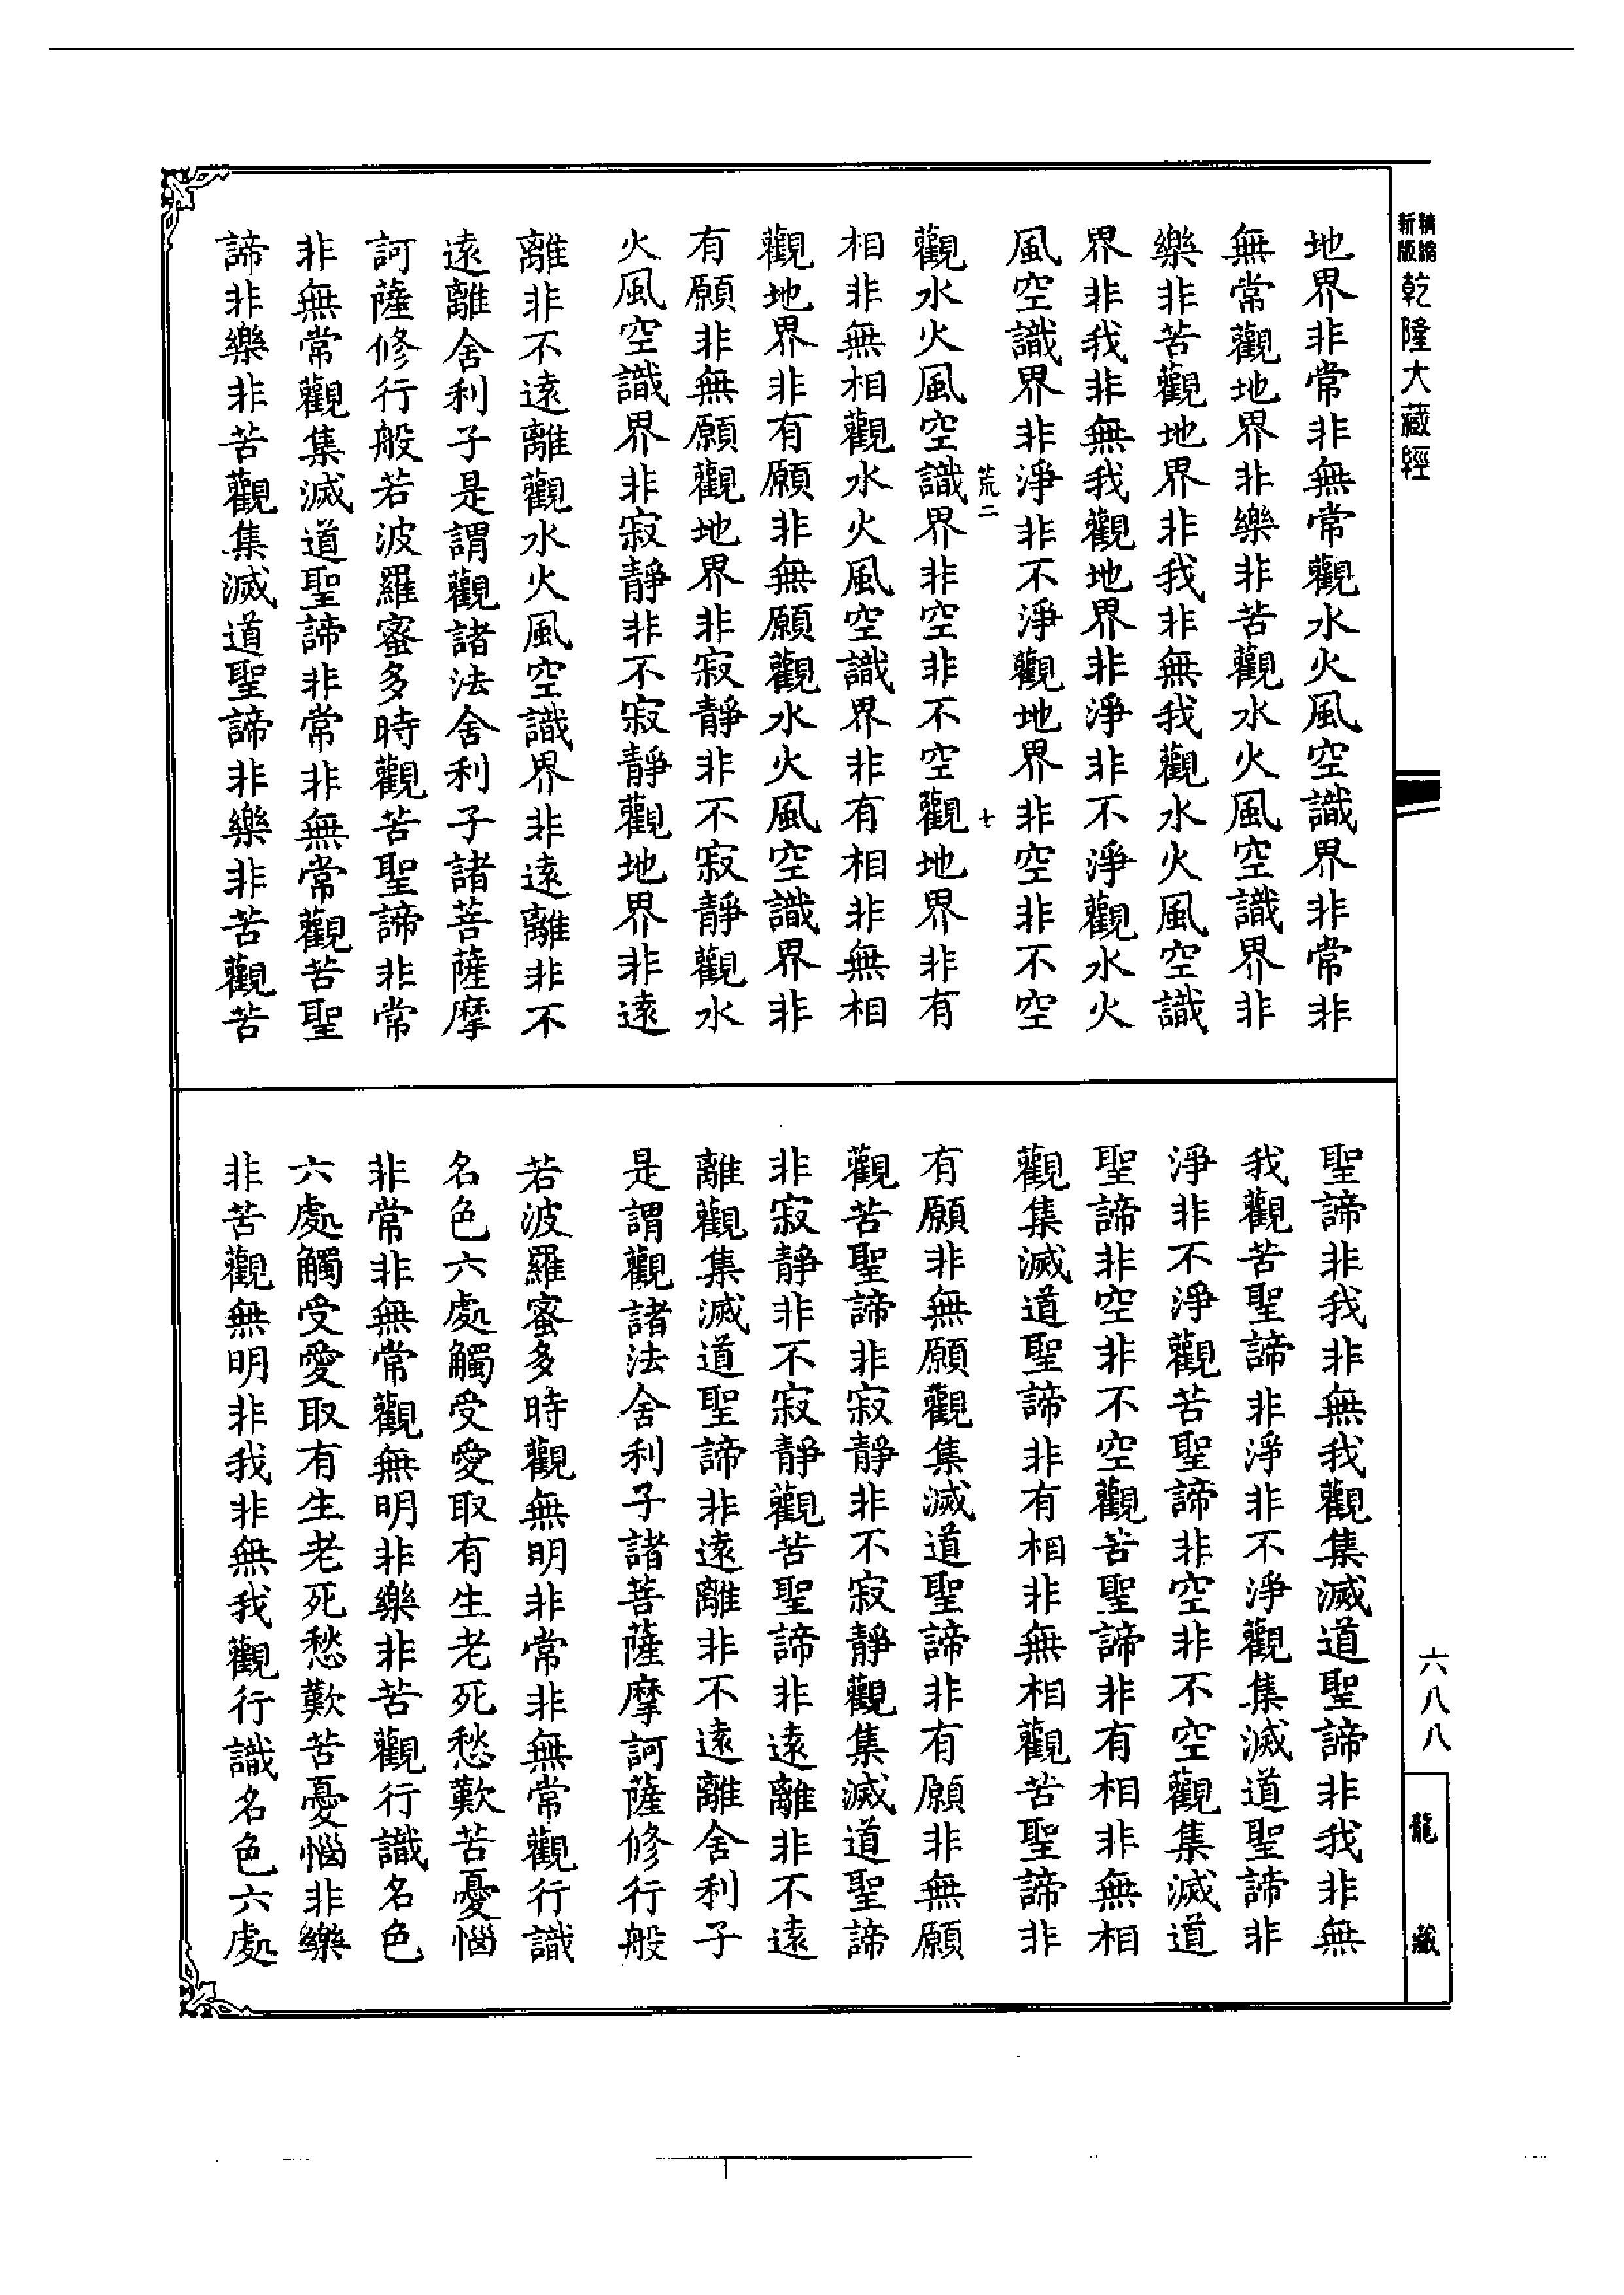 精縮新版乾隆大藏經
六八八
龍藏
地界非常非無常觀水火風空識界非常非
無常觀地界非樂非苦觀水火風空識界非
樂非苦觀地界非我非無我觀水火風空識
界非我非無我觀地界非淨非不淨觀水火
風空識界非淨非不淨觀地界非空非不空
荒二
七
觀水火風空識界非空非不空觀地界非有
相非無相觀水火風空識界非有相非無相
觀地界非有願非無願觀水火風空識界非
有願非無願觀地界非寂靜非不寂靜觀水
火風空識界非寂靜非不寂靜觀地界非遠
離非不遠離觀水火風空識界非遠離非不
遠離舍利子是謂觀諸法舍利子諸菩薩摩
訶薩修行般若波羅蜜多時觀苦聖諦非常
非無常觀集滅道聖諦非常非無常觀苦聖
諦非樂非苦觀集滅道聖諦非樂非苦觀苦
聖諦非我非無我觀集滅道聖諦非我非無
我觀苦聖諦非淨非不淨觀集滅道聖諦非
淨非不淨觀苦聖諦非空非不空觀集滅道
聖諦非空非不空觀苦聖諦非有相非無相
觀集滅道聖諦非有相非無相觀苦聖諦非
有願非無願觀集滅道聖諦非有願非無願
觀苦聖諦非寂靜非不寂靜觀集滅道聖諦
非寂靜非不寂靜觀苦聖諦非遠離非不遠
離觀集滅道聖諦非遠離非不遠離舍利子
是謂觀諸法舍利子諸菩薩摩訶薩修行般
若波羅蜜多時觀無明非常非無常觀行識
名色六處觸受愛取有生老死愁歎苦憂惱
非常非無常觀無明非樂非苦觀行識名色
六處觸受愛取有生老死愁歎苦憂惱非樂
非苦觀無明非我非無我觀行識名色六處